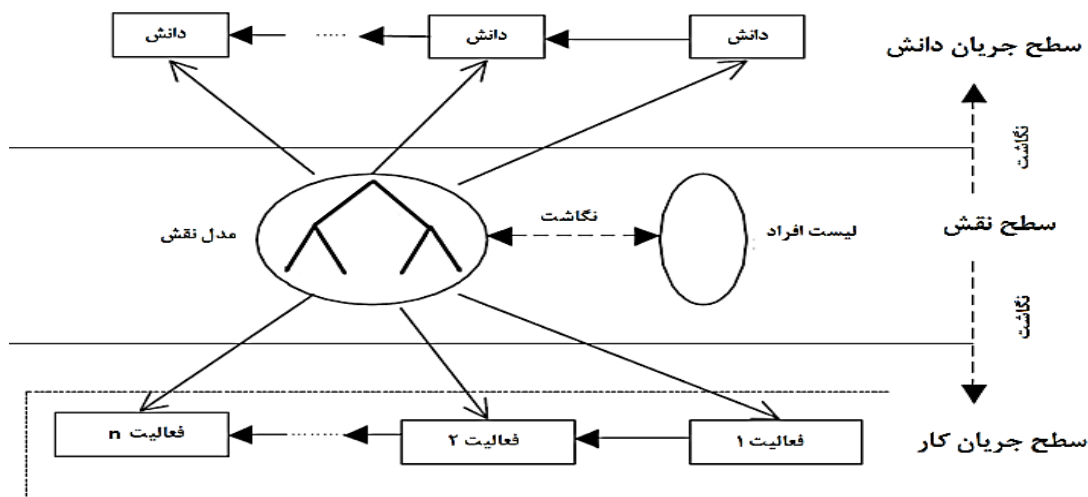 دانش
دانش
.....
دانش
سطح جریان دانش
نگاشت
سطح نقش
نگاشت
لیست افراد
نگاشت
مدل نقش
فعالیت ۱
فعالیت ۲
......
فعالیت n
سطح جریان کار